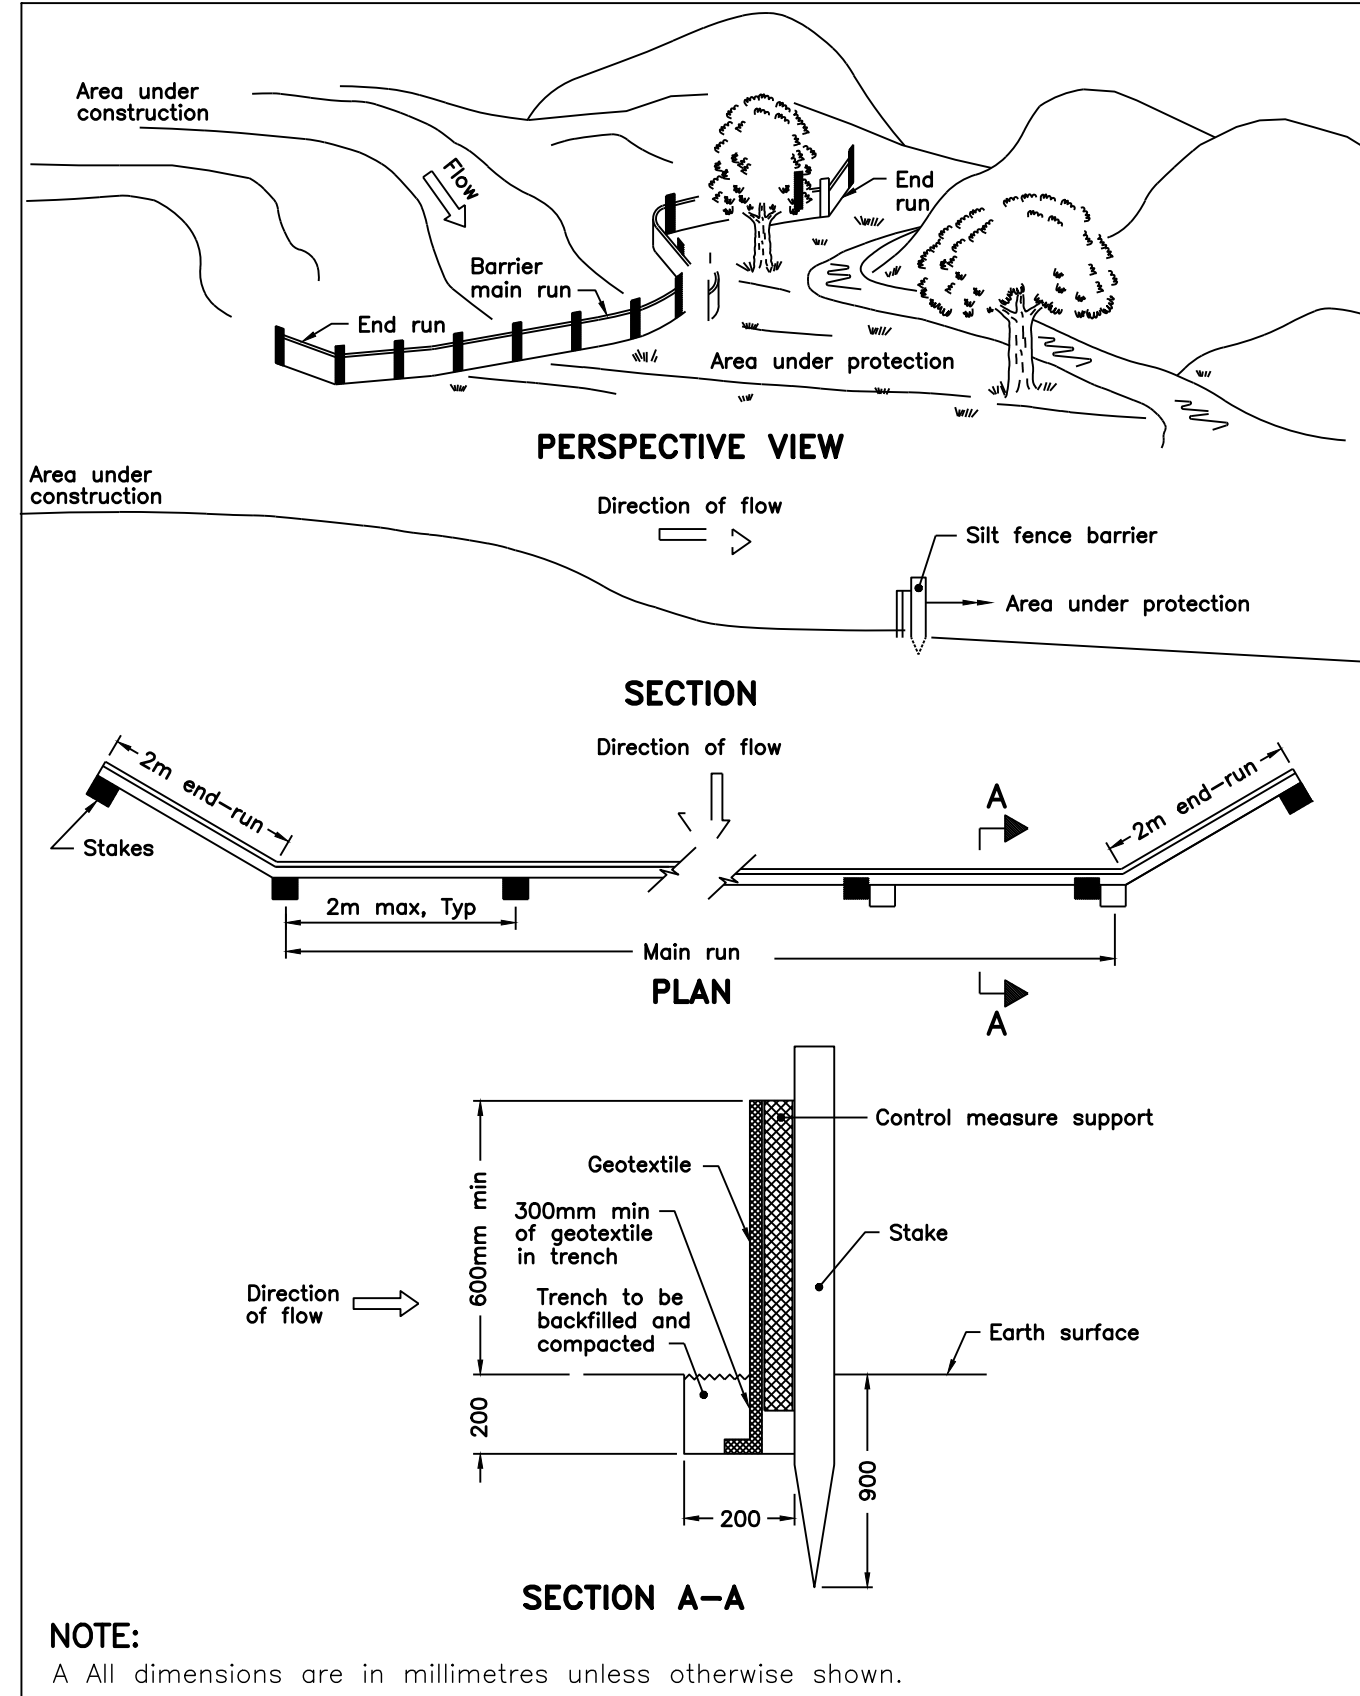 Area under
construction
Flow
End
run
Barrier
main run
End run
Area under protection
PERSPECTIVE VIEW
Area under
construction
Direction of flow
Silt fence barrier
Area under protection
SECTION
Direction of flow
2m end-run
A
2m end-run
Stakes
2m max, Typ
Main run
PLAN
A
Control measure support
Geotextile
600mm min
300mm min
of geotextile
in trench
Stake
Direction
of flow
Trench to be
backfilled and
compacted
Earth surface
200
900
200
SECTION A-A
NOTE:
A All dimensions are in millimetres unless otherwise shown.